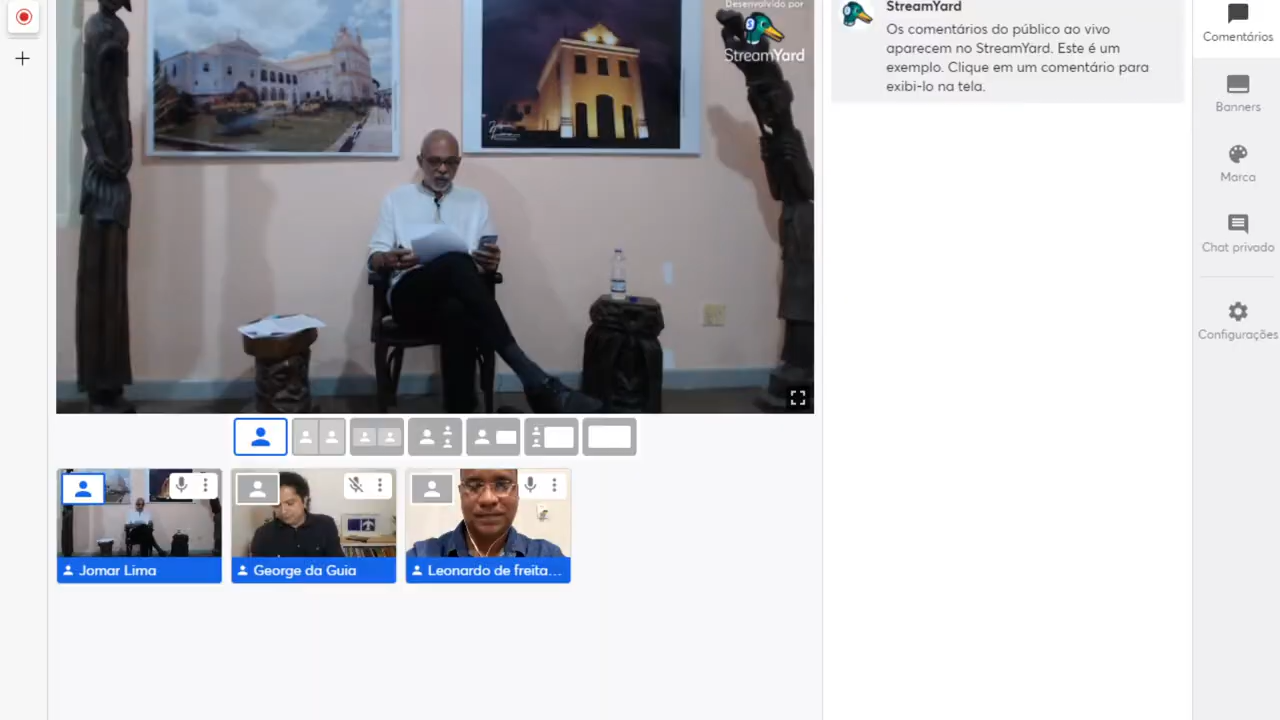 Desenvolvido por
StreamYard
StreamYard
Os comentários do público ao vivo
aparecem no StreamYard. Este é um
exemplo. Clique em um comentário para
exibi-lo na tela.
Comentários
Banners
Marca
Chat privado
Configurações
Jomar Lima
George da Guia
Leonardo de freita...